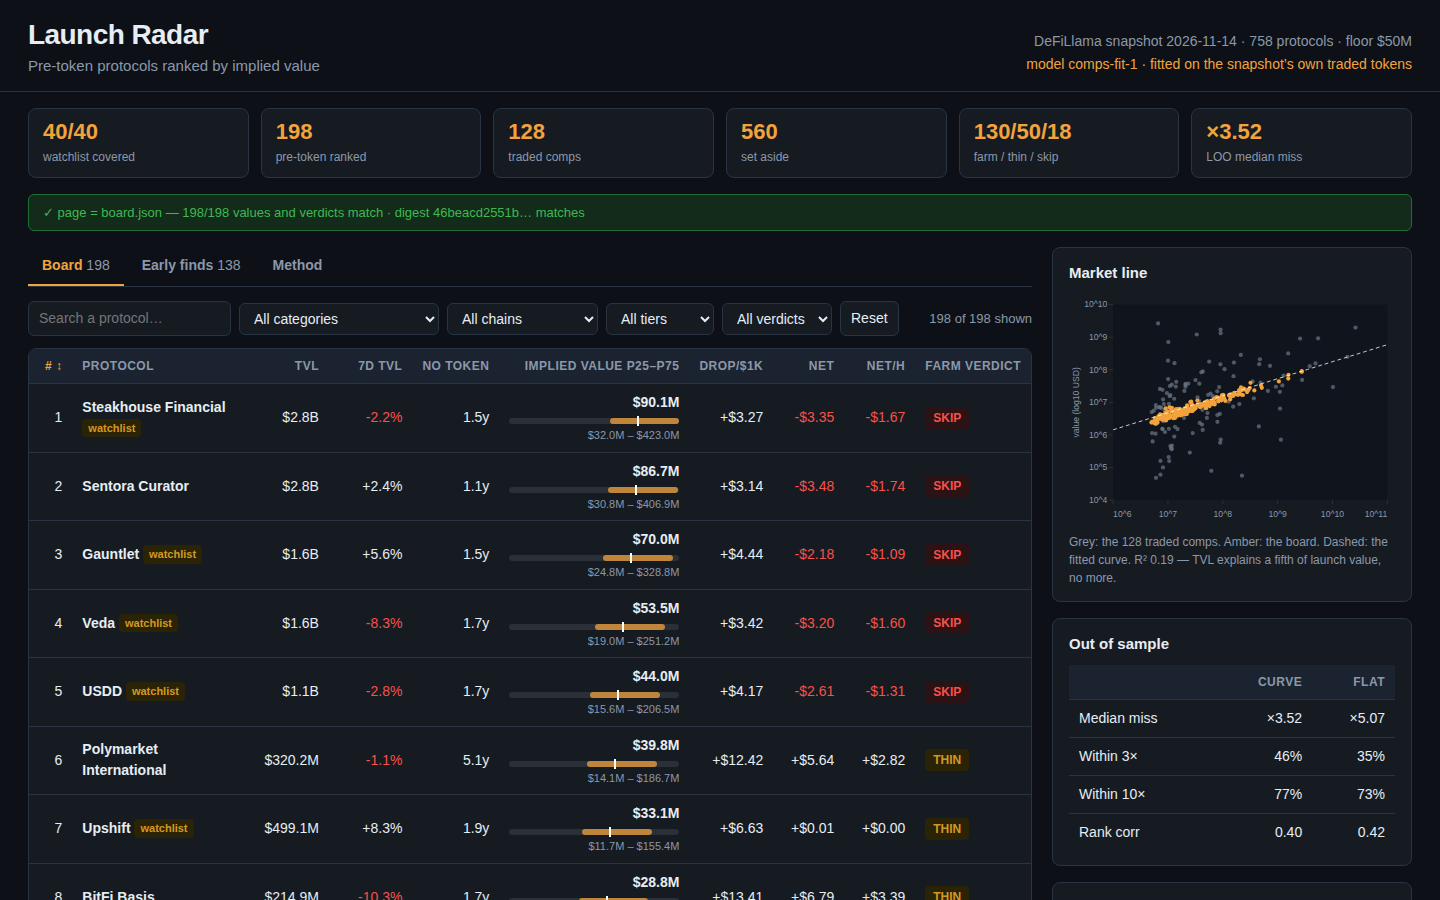 Launch Radar
Pre-token protocols ranked by implied value
DeFiLlama snapshot 2026-11-14 · 758 protocols · floor $50M
model comps-fit-1 · fitted on the snapshot's own traded tokens
40/40
watchlist covered
198
pre-token ranked
128
traded comps
560
set aside
130/50/18
farm / thin / skip
×3.52
LOO median miss
✓ page = board.json — 198/198 values and verdicts match · digest 46beacd2551b… matches
Board 198 Early finds 138 Method
Search a protocol… All categories All chains All tiers All verdicts Reset 198 of 198 shown
# ↕ PROTOCOL TVL 7D TVL NO TOKEN IMPLIED VALUE P25–P75 DROP/$1K NET NET/H FARM VERDICT
1 Steakhouse Financial watchlist $2.8B -2.2% 1.5y $90.1M +$3.27 -$3.35 -$1.67 SKIP
$32.0M – $423.0M
2 Sentora Curator $2.8B +2.4% 1.1y $86.7M +$3.14 -$3.48 -$1.74 SKIP
$30.8M – $406.9M
3 Gauntlet watchlist $1.6B +5.6% 1.5y $70.0M +$4.44 -$2.18 -$1.09 SKIP
$24.8M – $328.8M
4 Veda watchlist $1.6B -8.3% 1.7y $53.5M +$3.42 -$3.20 -$1.60 SKIP
$19.0M – $251.2M
5 USDD watchlist $1.1B -2.8% 1.7y $44.0M +$4.17 -$2.61 -$1.31 SKIP
$15.6M – $206.5M
6 Polymarket International $320.2M -1.1% 5.1y $39.8M +$12.42 +$5.64 +$2.82 THIN
$14.1M – $186.7M
7 Upshift watchlist $499.1M +8.3% 1.9y $33.1M +$6.63 +$0.01 +$0.00 THIN
$11.7M – $155.4M
8 BitFi Basis $214.9M -10.3% 1.7y $28.8M +$13.41 +$6.79 +$3.39 THIN
Market line
value (log10 USD)
10^10
10^9
10^8
10^7
10^6
10^5
10^4
10^6 10^7 10^8 10^9 10^10 10^11
Grey: the 128 traded comps. Amber: the board. Dashed: the
fitted curve. R² 0.19 — TVL explains a fifth of launch value,
no more.
Out of sample
CURVE FLAT
Median miss ×3.52 ×5.07
Within 3× 46% 35%
Within 10× 77% 73%
Rank corr 0.40 0.42